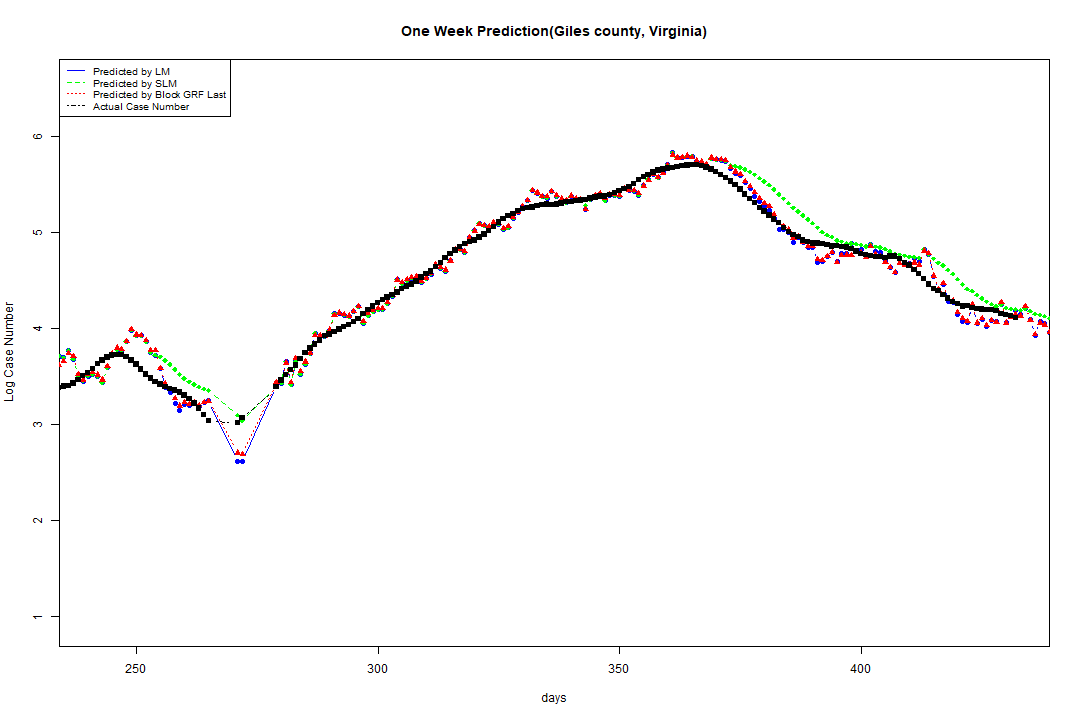 One Week Prediction(Giles county, Virginia)
Predicted by LM
Predicted by SLM
Predicted by Block GRF Last
Actual Case Number
6
5
4
3
2
1
Log Case Number
250 300 350 400
days